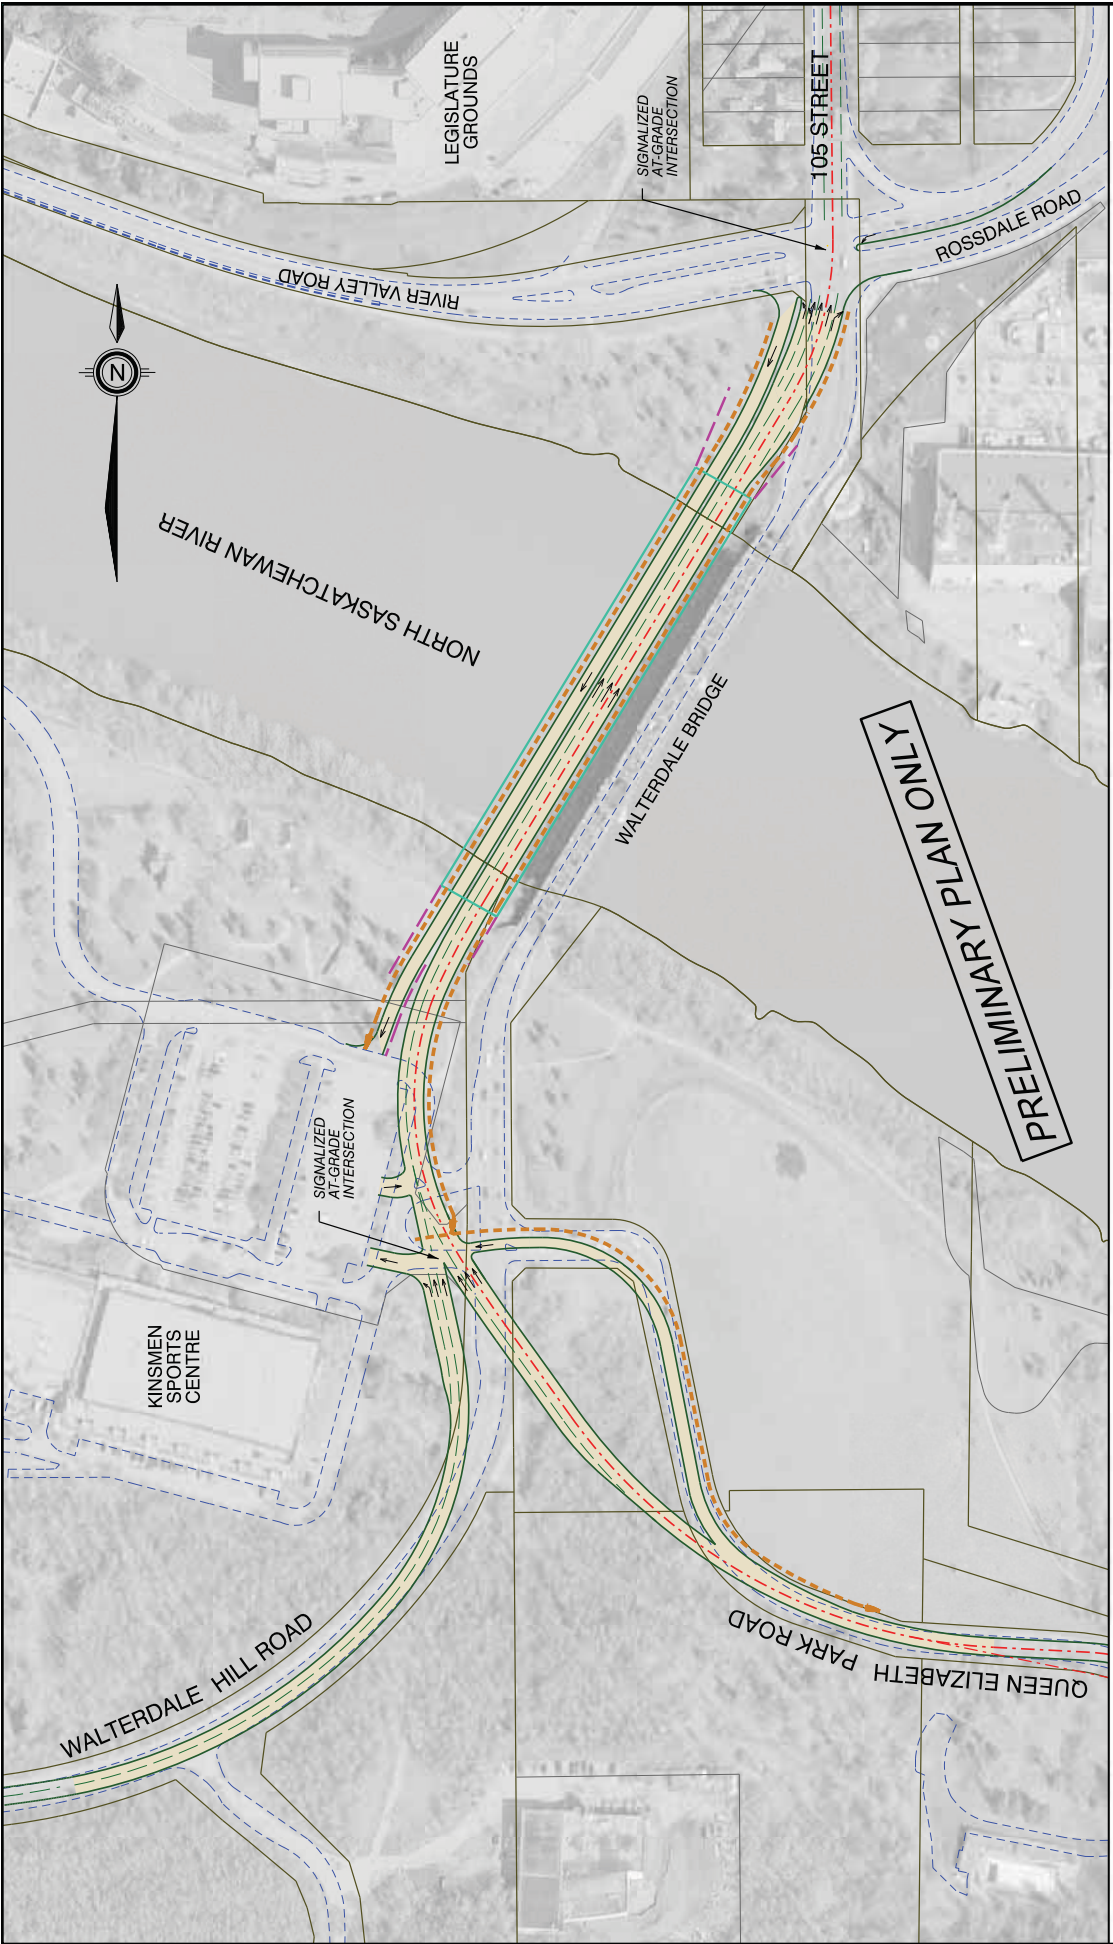 LEGISLATURE
GROUNDS
SIGNALIZED
AT-GRADE
INTERSECTION
105 STREET
ROSSDALE ROAD
RIVER VALLEY ROAD
N
NORTH SASKATCHEWAN RIVER
WALTERDALE BRIDGE
PRELIMINARY PLAN ONLY
SIGNALIZED
AT-GRADE
INTERSECTION
KINSMEN
SPORTS
CENTRE
WALTERDALE HILL ROAD
QUEEN ELIZABETH PARK ROAD